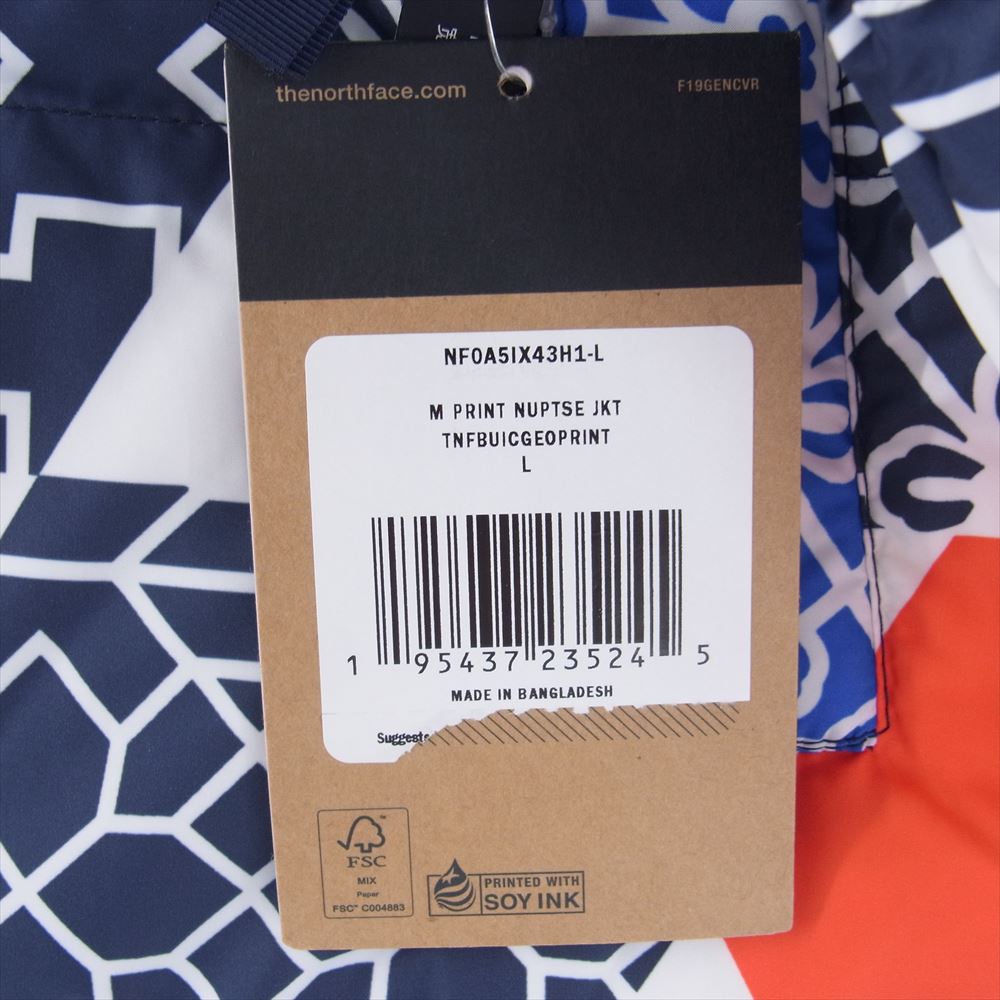 thenorthface.com
F19GENCVR
NF0A5IX43H1-L
M PRINT NUPTSE JKT
TNFBUICGEOPRINT
L
1 95437 23524 5
MADE IN BANGLADESH
FSC
MIX
Paper
FSC™ C004883
PRINTED WITH
SOY INK